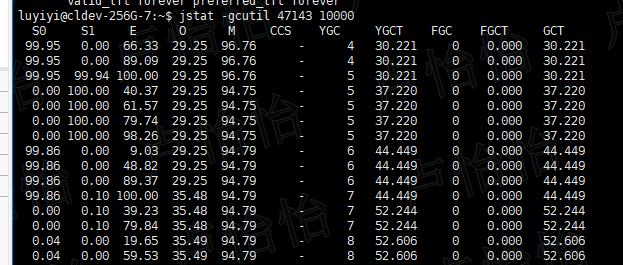 valid_lft forever preferred_lft forever
luyiyi@cldev-256G-7:~$ jstat -gcutil 47143 10000
S0 S1 E O M CCS YGC YGCT FGC FGCT GCT
99.95 0.00 66.33 29.25 96.76 - 4 30.221 0 0.000 30.221
99.95 0.00 89.09 29.25 96.76 - 4 30.221 0 0.000 30.221
99.95 99.94 100.00 29.25 96.76 - 5 30.221 0 0.000 30.221
0.00 100.00 40.37 29.25 94.75 - 5 37.220 0 0.000 37.220
0.00 100.00 61.57 29.25 94.75 - 5 37.220 0 0.000 37.220
0.00 100.00 79.74 29.25 94.75 - 5 37.220 0 0.000 37.220
0.00 100.00 98.26 29.25 94.75 - 5 37.220 0 0.000 37.220
99.86 0.00 9.03 29.25 94.79 - 6 44.449 0 0.000 44.449
99.86 0.00 48.82 29.25 94.79 - 6 44.449 0 0.000 44.449
99.86 0.00 89.37 29.25 94.79 - 6 44.449 0 0.000 44.449
99.86 0.10 100.00 35.48 94.79 - 7 44.449 0 0.000 44.449
0.00 0.10 39.23 35.48 94.79 - 7 52.244 0 0.000 52.244
0.00 0.10 79.84 35.48 94.79 - 7 52.244 0 0.000 52.244
0.04 0.00 19.65 35.49 94.79 - 8 52.606 0 0.000 52.606
0.04 0.00 59.53 35.49 94.79 - 8 52.606 0 0.000 52.606